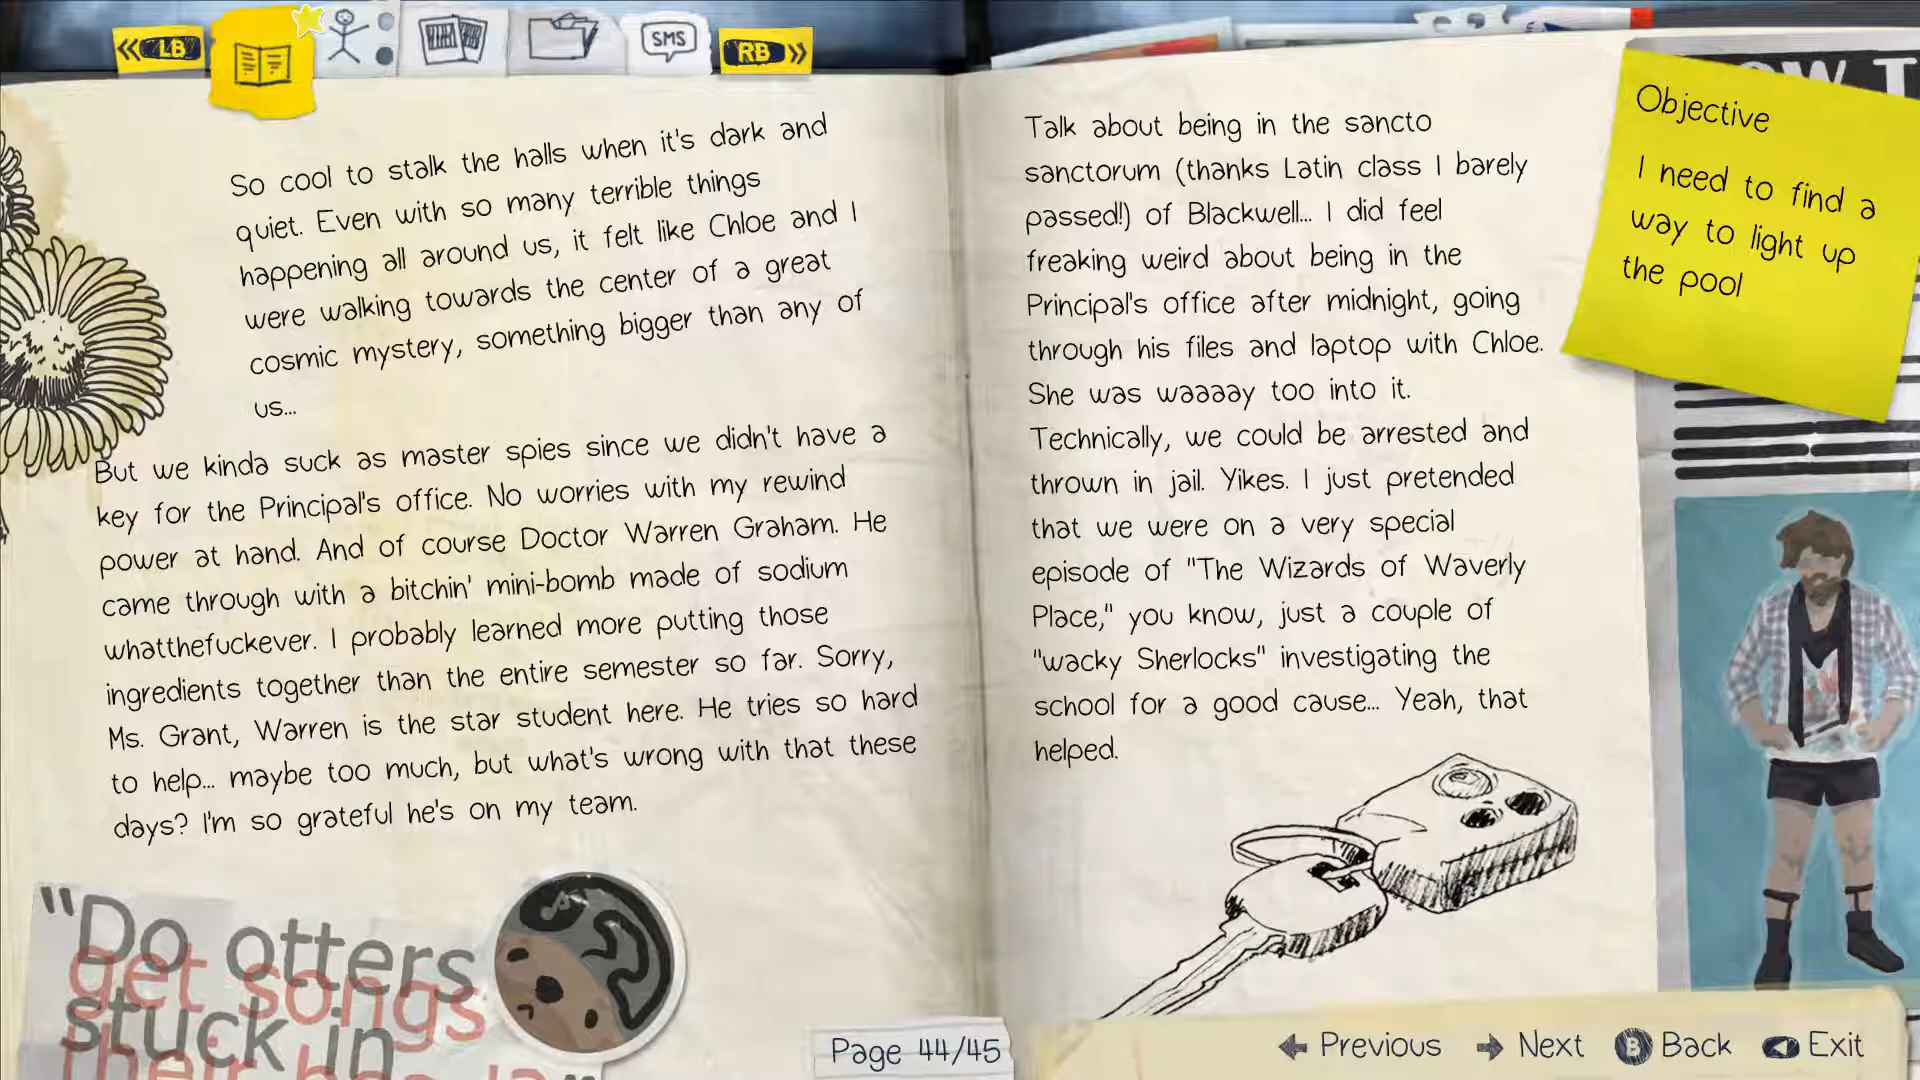 LB
SMS
RB
So cool to stalk the halls when it's dark and
quiet. Even with so many terrible things
happening all around us, it felt like Chloe and I
were walking towards the center of a great
cosmic mystery, something bigger than any of
us...
But we kinda suck as master spies since we didn't have a
key for the Principal's office. No worries with my rewind
power at hand. And of course Doctor Warren Graham. He
came through with a bitchin' mini-bomb made of sodium
whatthefuckever. I probably learned more putting those
ingredients together than the entire semester so far. Sorry,
Ms. Grant, Warren is the star student here. He tries so hard
to help... maybe too much, but what's wrong with that these
days? I'm so grateful he's on my team.
"Do otters
get songs
stuck in
their
Talk about being in the sancto
sanctorum (thanks Latin class I barely
passed!) of Blackwell... I did feel
freaking weird about being in the
Principal's office after midnight, going
through his files and laptop with Chloe.
She was waaaay too into it.
Technically, we could be arrested and
thrown in jail. Yikes. I just pretended
that we were on a very special
episode of "The Wizards of Waverly
Place," you know, just a couple of
"wacky Sherlocks" investigating the
school for a good cause... Yeah, that
helped.
Objective
I need to find a
way to light up
the pool
Page 44/45
Previous
Next
B Back
Exit